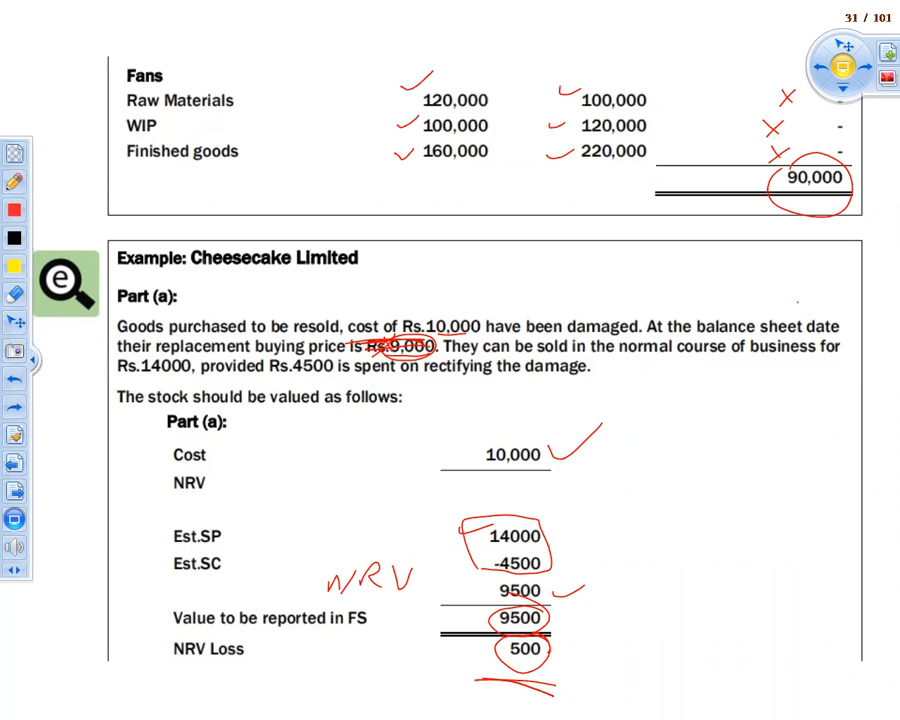 31 / 101
Fans
Raw Materials 120,000 100,000 -
WIP 100,000 120,000 -
Finished goods 160,000 220,000 -
90,000
e
Example: Cheesecake Limited
Part (a):
Goods purchased to be resold, cost of Rs.10,000 have been damaged. At the balance sheet date
their replacement buying price is Rs.9,000. They can be sold in the normal course of business for
Rs.14000, provided Rs.4500 is spent on rectifying the damage.
The stock should be valued as follows:
Part (a):
Cost 10,000
NRV
Est.SP 14000
Est.SC -4500
NRV 9500
Value to be reported in FS 9500
NRV Loss 500